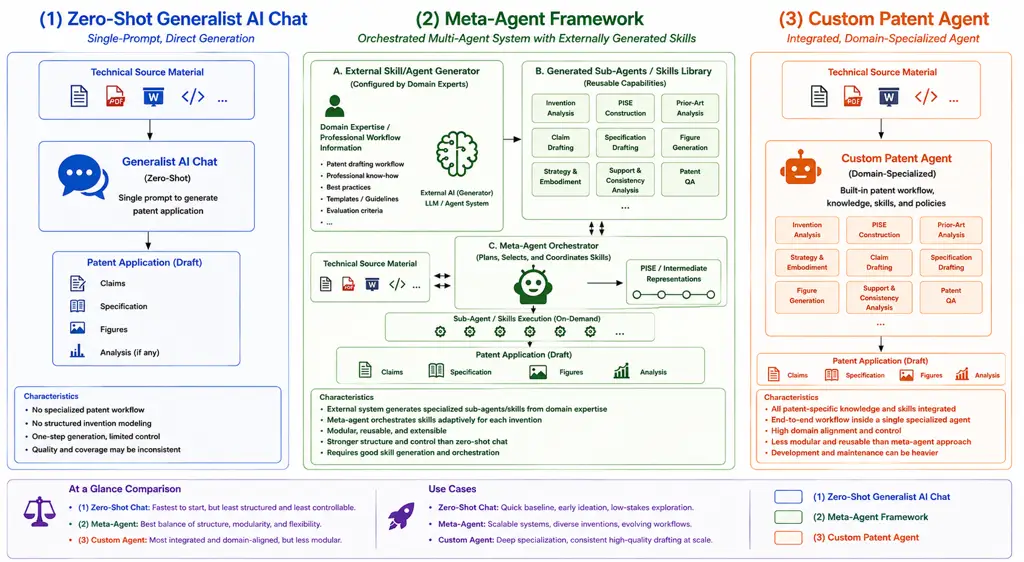 (1) Zero-Shot Generalist AI Chat
Single-Prompt, Direct Generation
Technical Source Material
PDF
W
</>
...
Generalist AI Chat
(Zero-Shot)
Single prompt to generate
patent application
Patent Application (Draft)
Claims
Specification
Figures
Analysis (if any)
Characteristics
• No specialized patent workflow
• No structured invention modeling
• One-step generation, limited control
• Quality and coverage may be inconsistent
(2) Meta-Agent Framework
Orchestrated Multi-Agent System with Externally Generated Skills
A. External Skill/Agent Generator
(Configured by Domain Experts)
Domain Expertise /
Professional Workflow
Information
• Patent drafting workflow
• Professional know-how
• Best practices
• Templates / Guidelines
• Evaluation criteria
• ...
External AI (Generator)
LLM / Agent System
B. Generated Sub-Agents / Skills Library
(Reusable Capabilities)
Invention
Analysis
PISE
Construction
Prior-Art
Analysis
Claim
Drafting
Specification
Drafting
Figure
Generation
Strategy &
Embodiment
Support &
Consistency
Analysis
Patent
QA
...
Technical Source Material
PDF
W
</>
...
C. Meta-Agent Orchestrator
(Plans, Selects, and Coordinates Skills)
PISE / Intermediate
Representations
Sub-Agent / Skills Execution (On-Demand)
...
Patent Application (Draft)
Claims
Specification
Figures
Analysis
Characteristics
• External system generates specialized sub-agents/skills from domain expertise
• Meta-agent orchestrates skills adaptively for each invention
• Modular, reusable, and extensible
• Stronger structure and control than zero-shot chat
• Requires good skill generation and orchestration
(3) Custom Patent Agent
Integrated, Domain-Specialized Agent
Technical Source Material
PDF
W
</>
...
Custom Patent Agent
(Domain-Specialized)
Built-in patent workflow,
knowledge, skills, and policies
Invention
Analysis
PISE
Construction
Prior-Art
Analysis
Strategy &
Embodiment
Claim
Drafting
Specification
Drafting
Figure
Generation
Support &
Consistency
Analysis
Patent
QA
...
Patent Application (Draft)
Claims
Specification
Figures
Analysis
Characteristics
• All patent-specific knowledge and skills integrated
• End-to-end workflow inside a single specialized agent
• High domain alignment and control
• Less modular and reusable than meta-agent approach
• Development and maintenance can be heavier
At a Glance Comparison
• (1) Zero-Shot Chat: Fastest to start, but least structured and least controllable.
• (2) Meta-Agent: Best balance of structure, modularity, and flexibility.
• (3) Custom Agent: Most integrated and domain-aligned, but less modular.
Use Cases
• Zero-Shot Chat: Quick baseline, early ideation, low-stakes exploration.
• Meta-Agent: Scalable systems, diverse inventions, evolving workflows.
• Custom Agent: Deep specialization, consistent high-quality drafting at scale.
(1) Zero-Shot Generalist AI Chat
(2) Meta-Agent Framework
(3) Custom Patent Agent